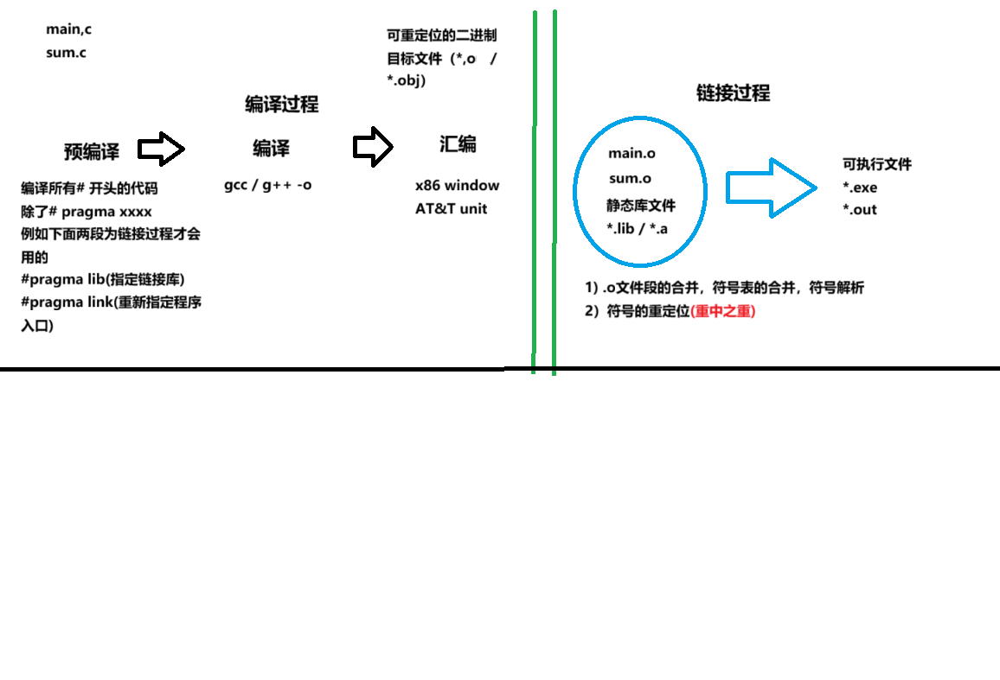 main,c
sum.c
可重定位的二进制
目标文件（*,o /
*.obj）
编译过程
预编译
编译
汇编
编译所有# 开头的代码
除了# pragma xxxx
例如下面两段为链接过程才会
用的
#pragma lib(指定链接库)
#pragma link(重新指定程序
入口)
gcc / g++ -o
x86 window
AT&T unit
链接过程
main.o
sum.o
静态库文件
*.lib / *.a
可执行文件
*.exe
*.out
1) .o文件段的合并，符号表的合并，符号解析
2）符号的重定位(重中之重)